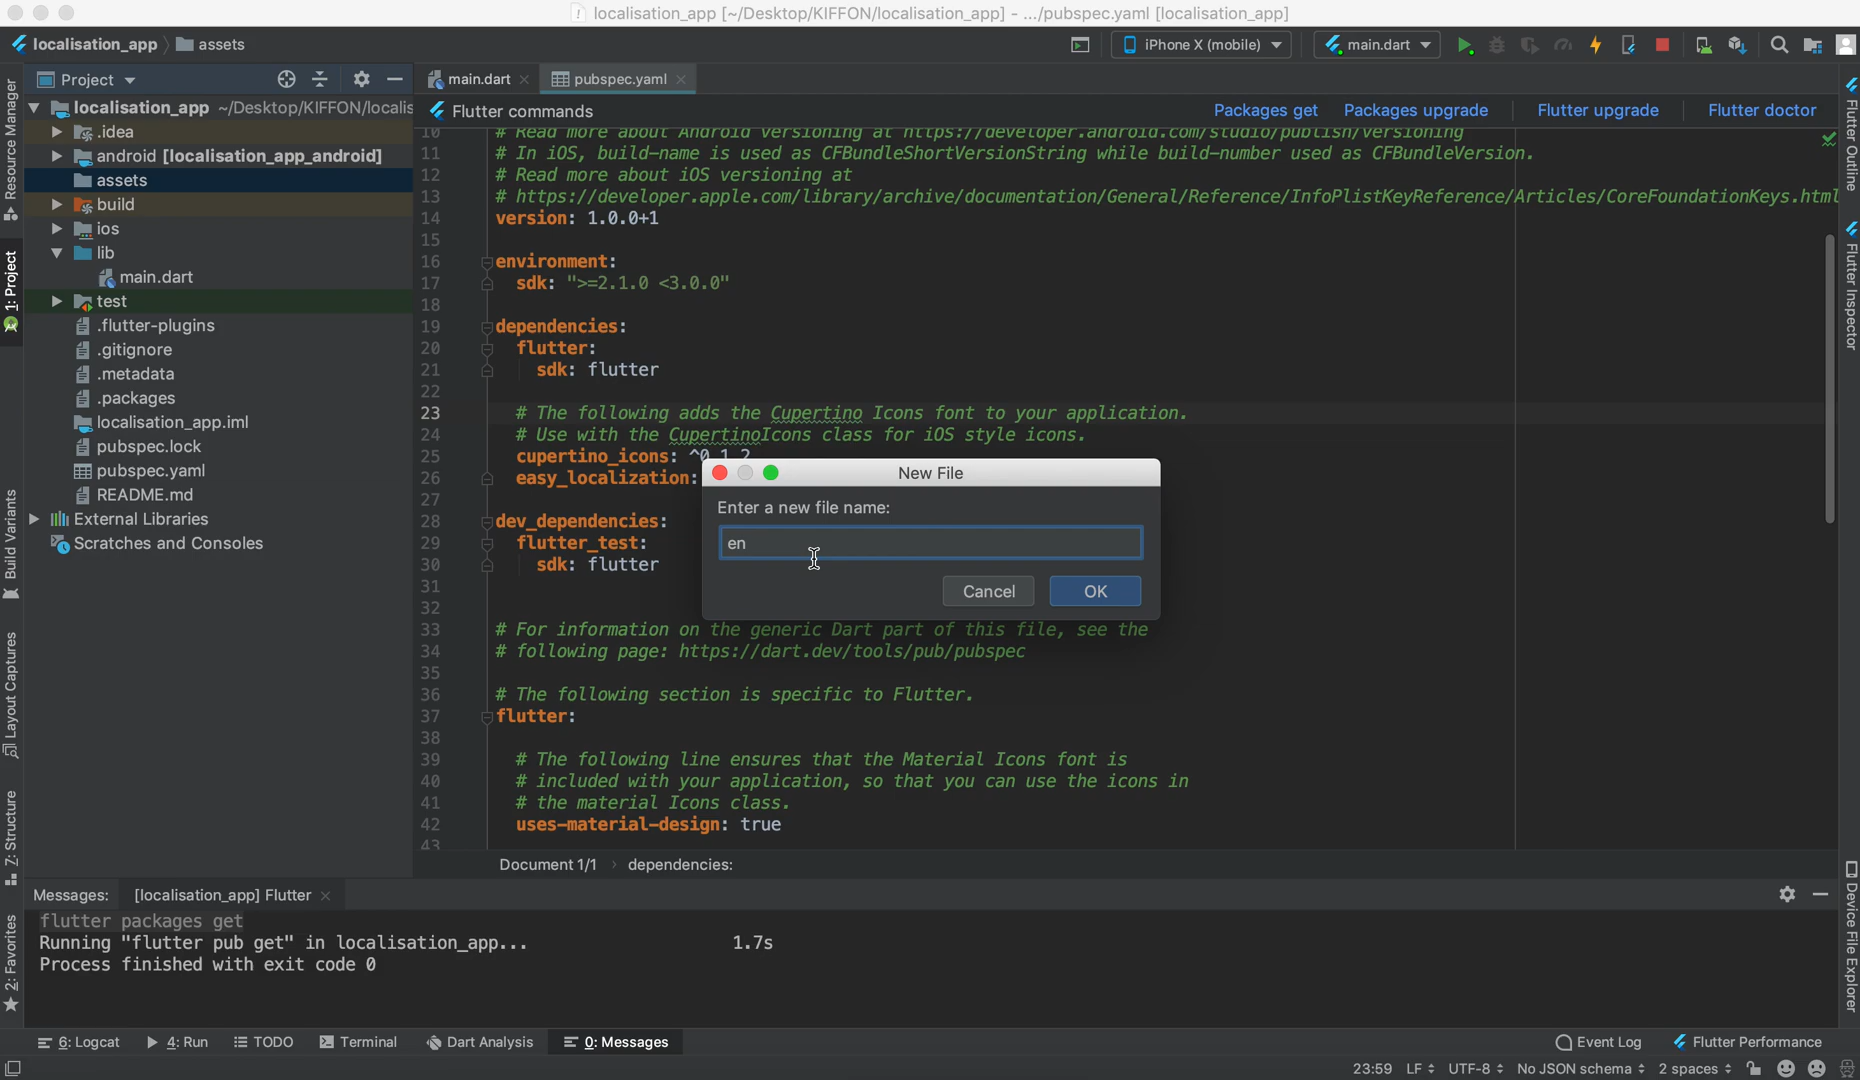 localisation_app [~/Desktop/KIFFON/localisation_app] - .../pubspec.yaml [localisation_app]
localisation_app
assets
iPhone X (mobile)
main.dart
Project
main.dart
pubspec.yaml
Flutter commands
Packages get
Packages upgrade
Flutter upgrade
Flutter doctor
Resource Manager
1: Project
Build Variants
Layout Captures
Z: Structure
2: Favorites
localisation_app ~/Desktop/KIFFON/localis
.idea
android [localisation_app_android]
assets
build
ios
lib
main.dart
test
.flutter-plugins
.gitignore
.metadata
.packages
localisation_app.iml
pubspec.lock
pubspec.yaml
README.md
External Libraries
Scratches and Consoles
10 # Read more about Android versioning at https://developer.android.com/studio/publish/versioning
11 # In iOS, build-name is used as CFBundleShortVersionString while build-number used as CFBundleVersion.
12 # Read more about iOS versioning at
13 # https://developer.apple.com/library/archive/documentation/General/Reference/InfoPlistKeyReference/Articles/CoreFoundationKeys.html
14 version: 1.0.0+1
15
16 environment:
17 sdk: ">=2.1.0 <3.0.0"
18
19 dependencies:
20 flutter:
21 sdk: flutter
22
23 # The following adds the Cupertino Icons font to your application.
24 # Use with the CupertinoIcons class for iOS style icons.
25 cupertino_icons: ^0.1.2
26 easy_localization:
27
28 dev_dependencies:
29 flutter_test:
30 sdk: flutter
31
32
33 # For information on the generic Dart part of this file, see the
34 # following page: https://dart.dev/tools/pub/pubspec
35
36 # The following section is specific to Flutter.
37 flutter:
38
39 # The following line ensures that the Material Icons font is
40 # included with your application, so that you can use the icons in
41 # the material Icons class.
42 uses-material-design: true
43
New File
Enter a new file name:
en
Cancel
OK
Document 1/1
dependencies:
Flutter Outline
Flutter Inspector
Device File Explorer
Messages:
[localisation_app] Flutter
flutter packages get
Running "flutter pub get" in localisation_app... 1.7s
Process finished with exit code 0
6: Logcat
4: Run
TODO
Terminal
Dart Analysis
0: Messages
Event Log
Flutter Performance
23:59
LF
UTF-8
No JSON schema
2 spaces